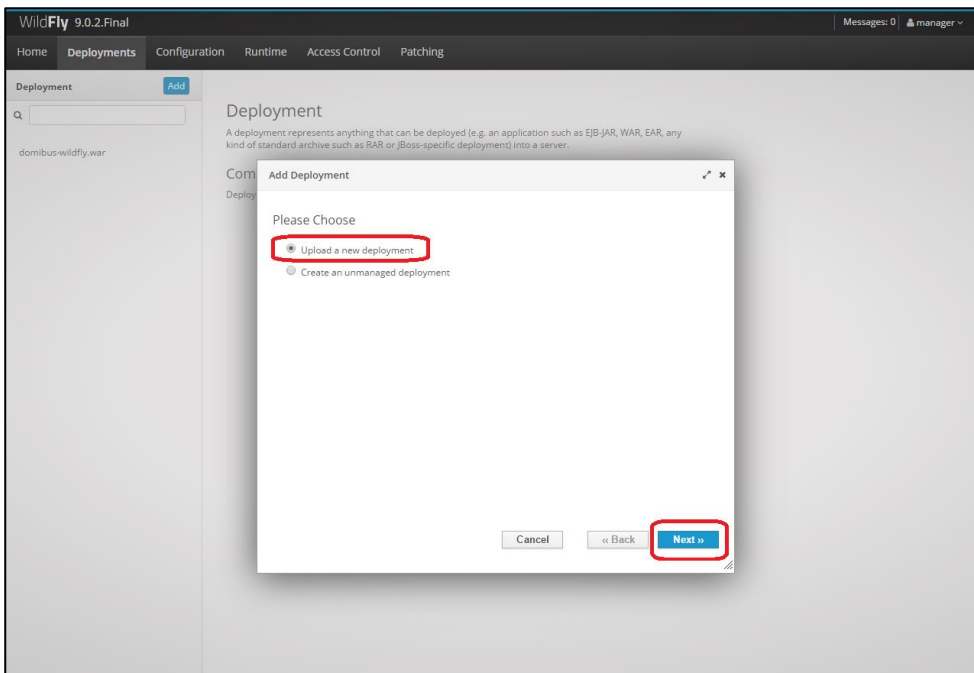 WildFly 9.0.2.Final
Messages: 0 manager
Home Deployments Configuration Runtime Access Control Patching
Deployment Add
domibus-wildfly.war
Deployment
A deployment represents anything that can be deployed (e.g. an application such as EJB-JAR, WAR, EAR, any
kind of standard archive such as RAR or JBoss-specific deployment) into a server.
Com
Deploy
Add Deployment
Please Choose
Upload a new deployment
Create an unmanaged deployment
Cancel « Back Next »